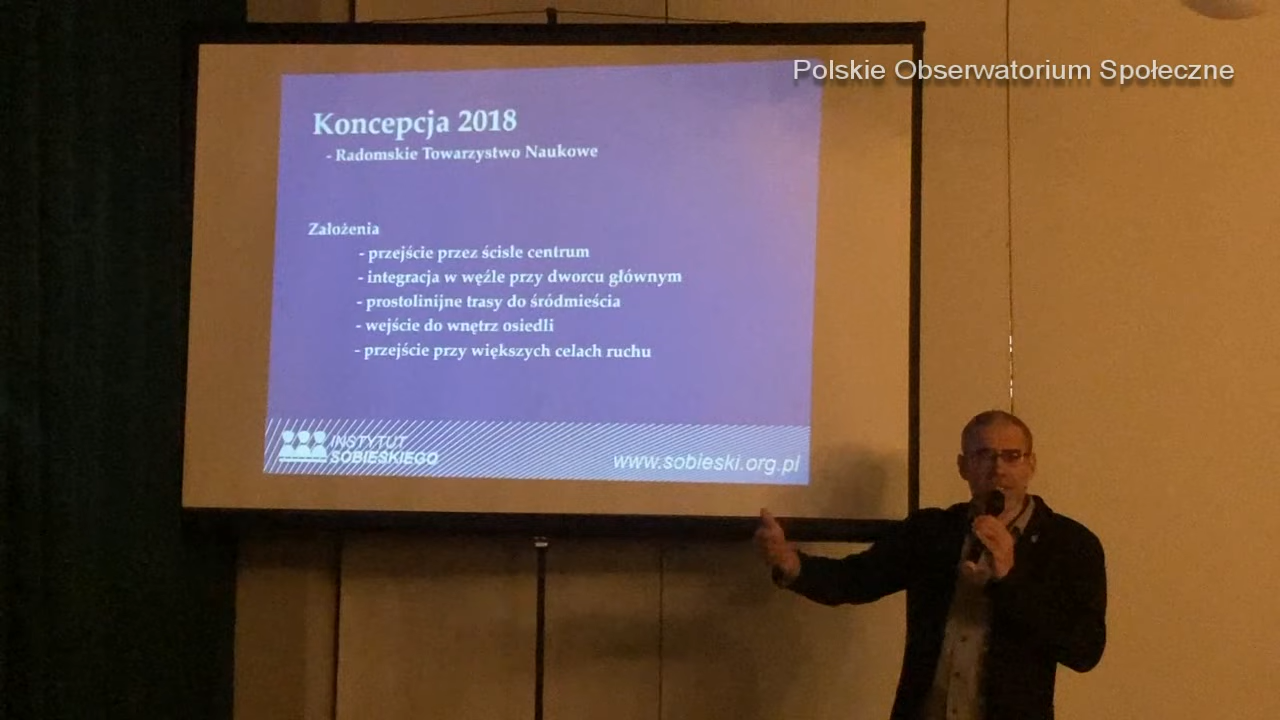 Polskie Obserwatorium Społeczne
Koncepcja 2018
- Radomskie Towarzystwo Naukowe
Założenia
- przejście przez ścisłe centrum
- integracja w węźle przy dworcu głównym
- prostolinijne trasy do śródmieścia
- wejście do wnętrz osiedli
- przejście przy większych celach ruchu
INSTYTUT
SOBIESKIEGO
www.sobieski.org.pl